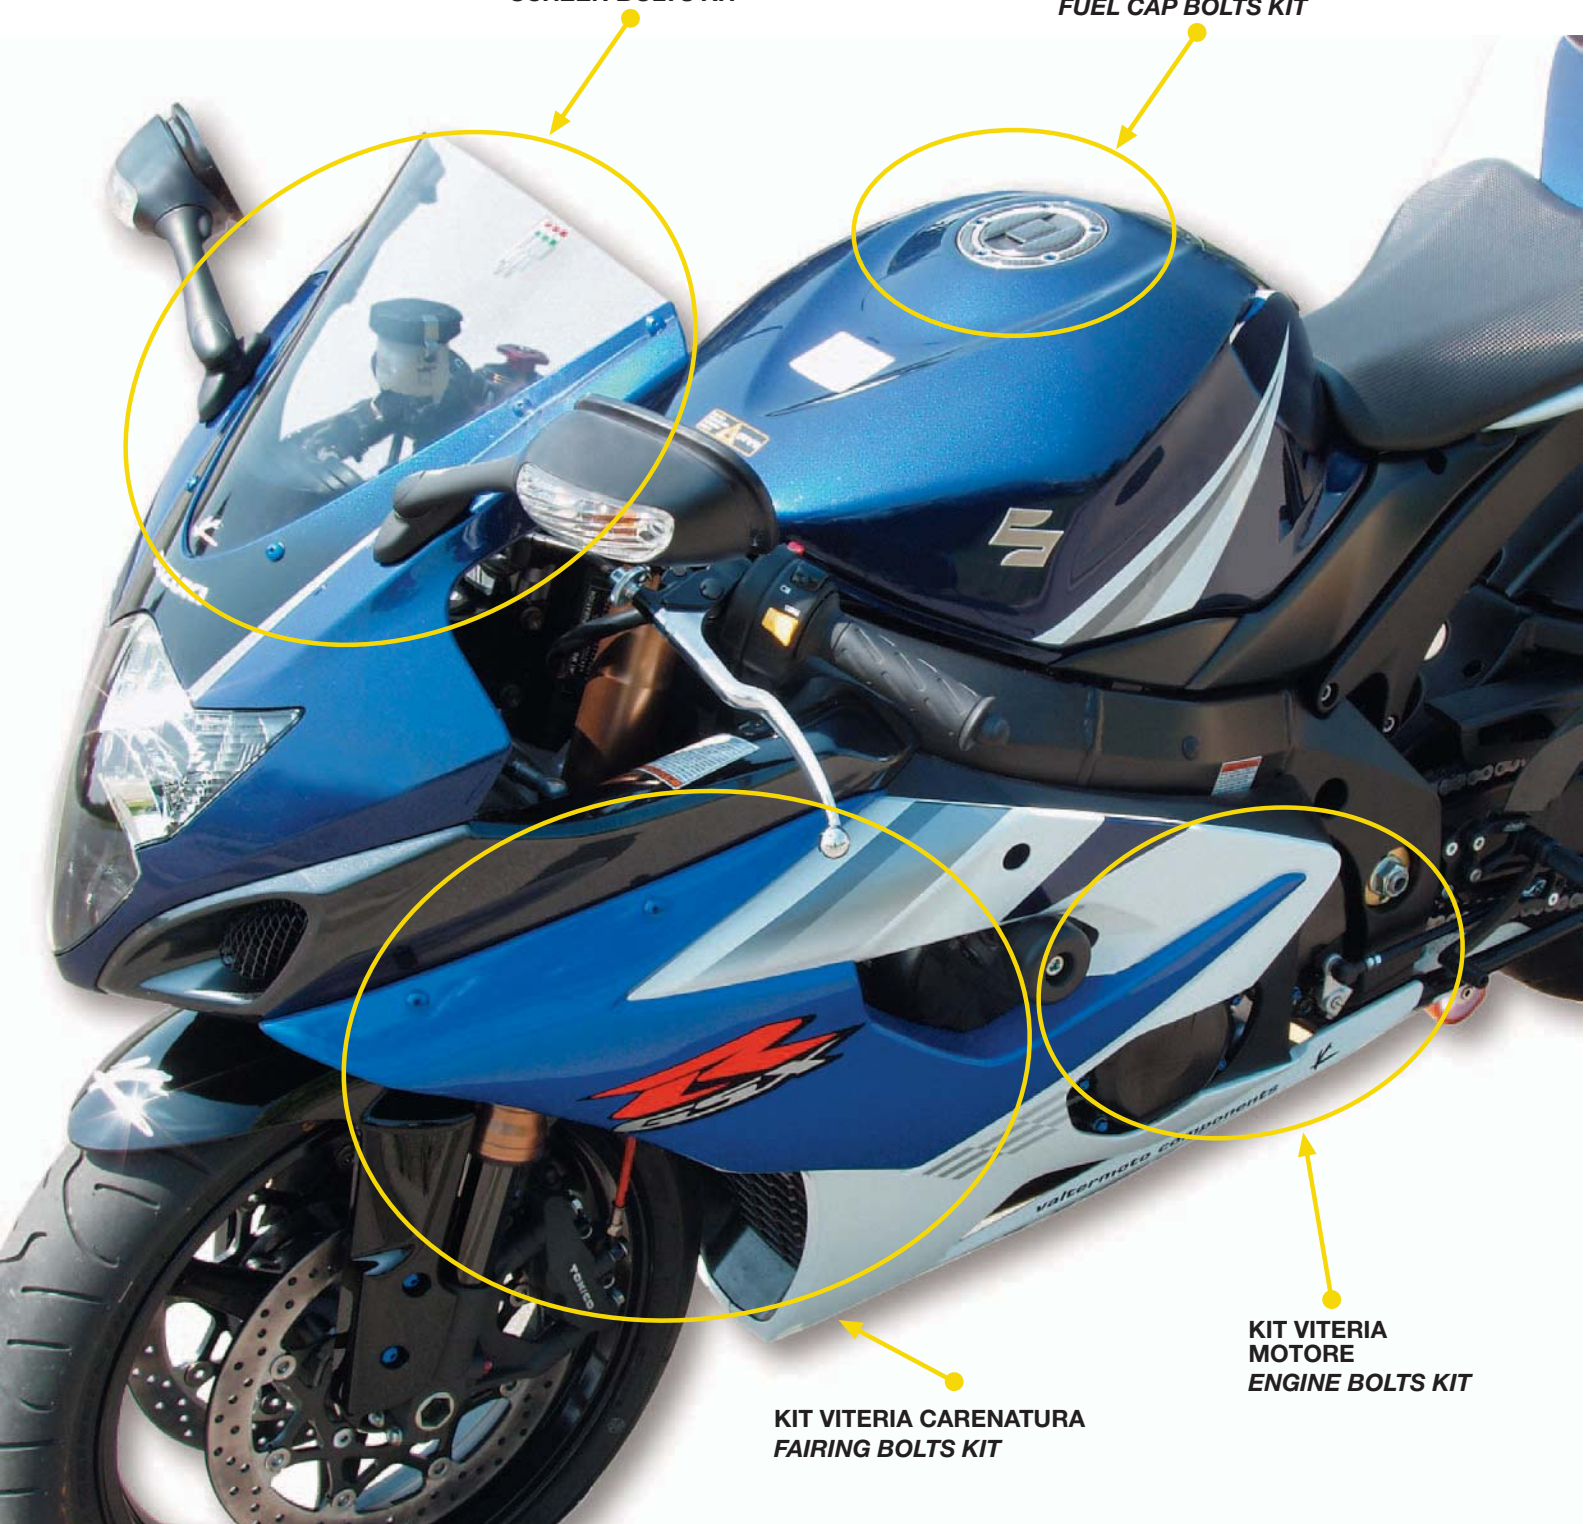 FUEL CAP BOLTS KIT
GSX
R
TOKICO
valtermoto components
KIT VITERIA
MOTORE
ENGINE BOLTS KIT
KIT VITERIA CARENATURA
FAIRING BOLTS KIT